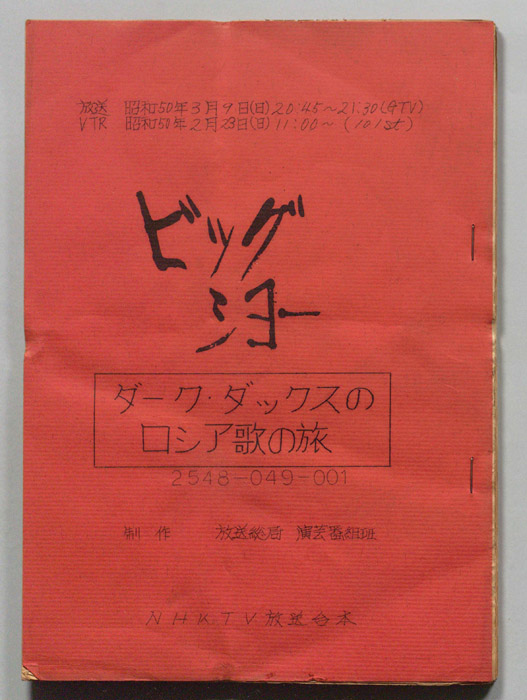 放送 昭和50年3月9日(日)20:45〜21:30(GTV)
VTR 昭和50年2月23日(日)11:00〜(101st)
ビッグ
ショー
ダーク・ダックスの
ロシア歌の旅
2548-049-001
制作 放送総局 演芸番組班
NHKTV放送台本